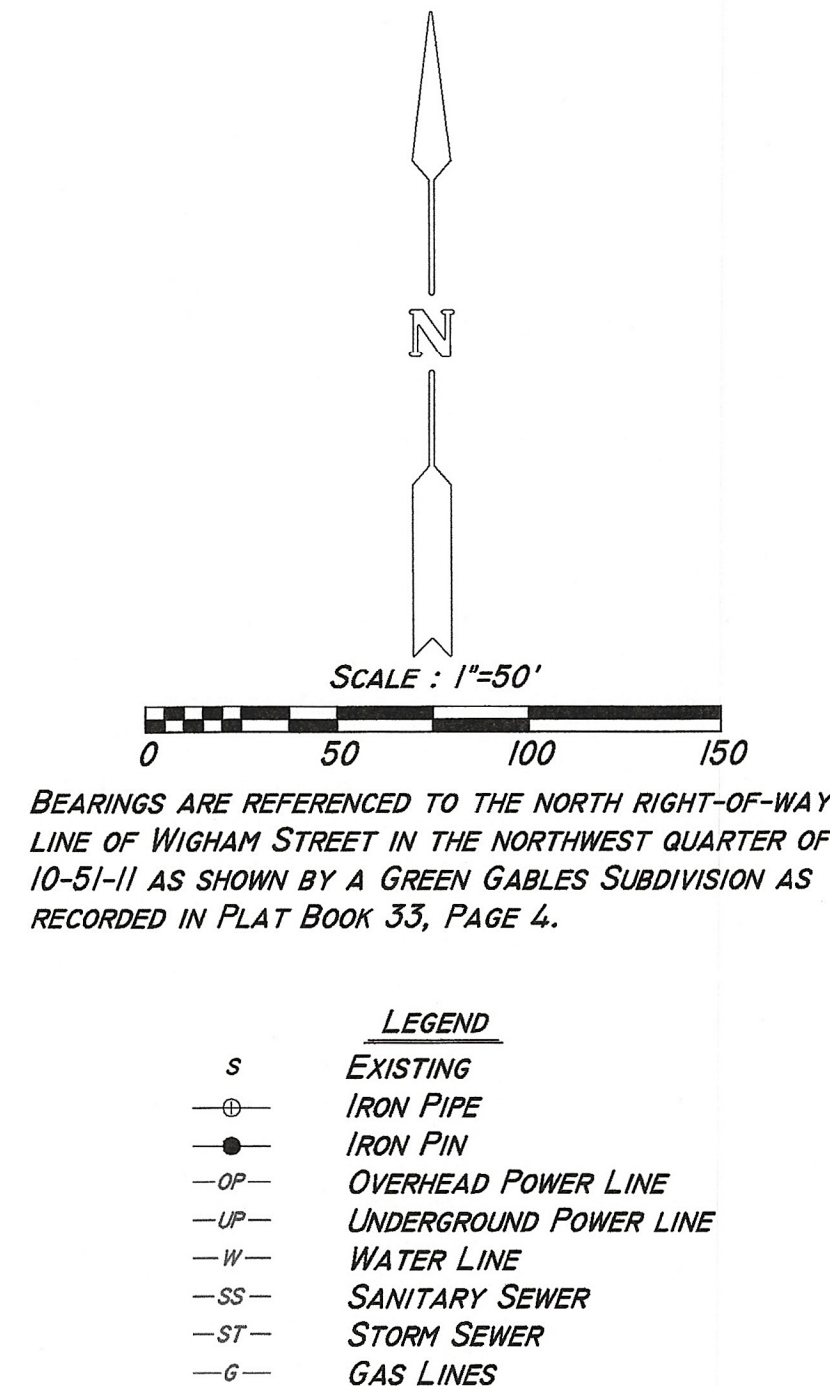 N
SCALE : 1"=50'
0 50 100 150
BEARINGS ARE REFERENCED TO THE NORTH RIGHT-OF-WAY
LINE OF WIGHAM STREET IN THE NORTHWEST QUARTER OF
10-51-11 AS SHOWN BY A GREEN GABLES SUBDIVISION AS
RECORDED IN PLAT BOOK 33, PAGE 4.
LEGEND
S EXISTING
IRON PIPE
IRON PIN
—OP— OVERHEAD POWER LINE
—UP— UNDERGROUND POWER LINE
—W— WATER LINE
—SS— SANITARY SEWER
—ST— STORM SEWER
—G— GAS LINES